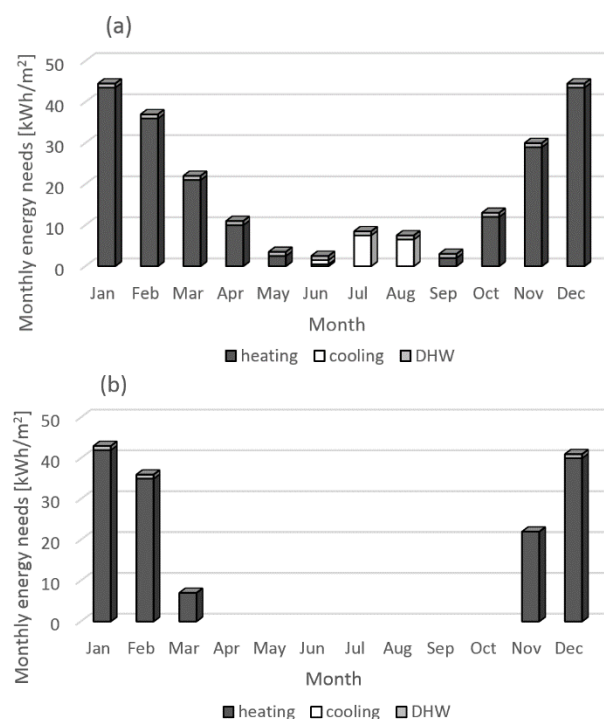 (a)
Monthly energy needs [kWh/m²]
50
40
30
20
10
0
Jan Feb Mar Apr May Jun Jul Aug Sep Oct Nov Dec
Month
heating cooling DHW
(b)
Monthly energy needs [kWh/m²]
50
40
30
20
10
0
Jan Feb Mar Apr May Jun Jul Aug Sep Oct Nov Dec
Month
heating cooling DHW